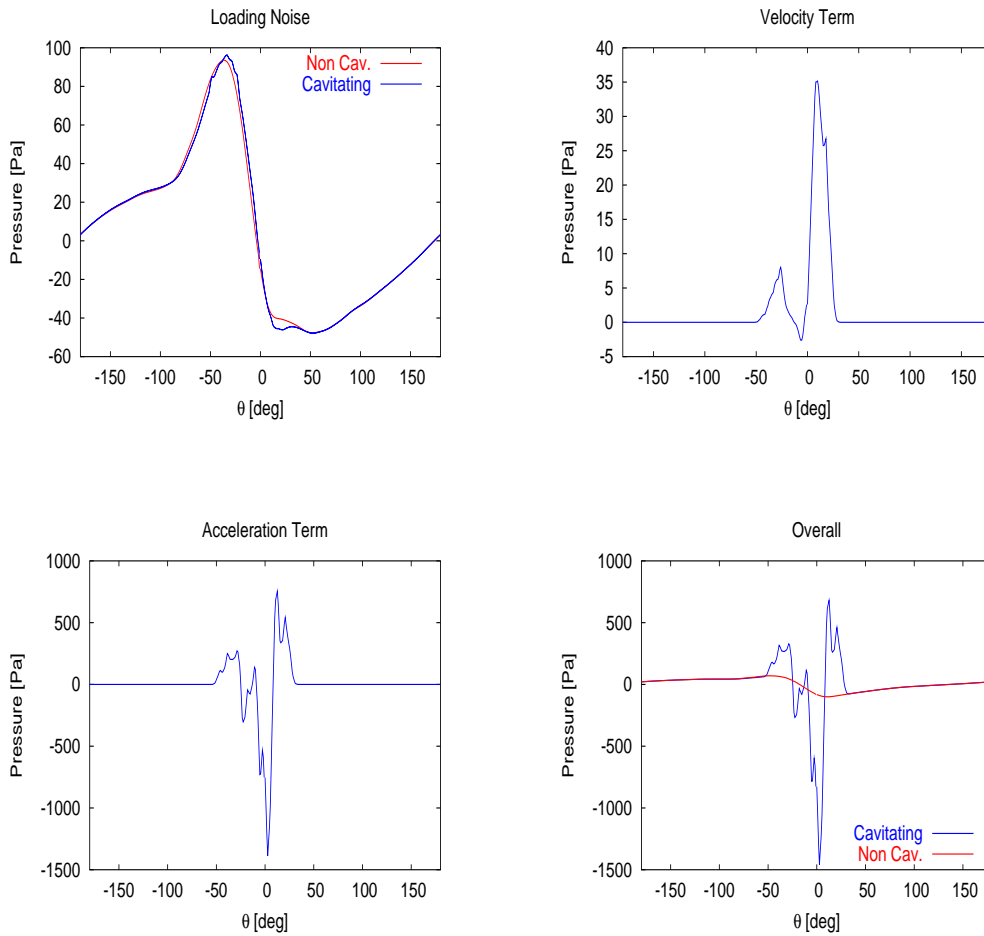 Loading Noise
Pressure [Pa]
100
80
60
40
20
0
-20
-40
-60
Non Cav.
Cavitating
-150 -100 -50 0 50 100 150
θ [deg]
Velocity Term
Pressure [Pa]
40
35
30
25
20
15
10
5
0
-5
-150 -100 -50 0 50 100 150
θ [deg]
Acceleration Term
Pressure [Pa]
1000
500
0
-500
-1000
-1500
-150 -100 -50 0 50 100 150
θ [deg]
Overall
Pressure [Pa]
1000
500
0
-500
-1000
-1500
Cavitating
Non Cav.
-150 -100 -50 0 50 100 150
θ [deg]